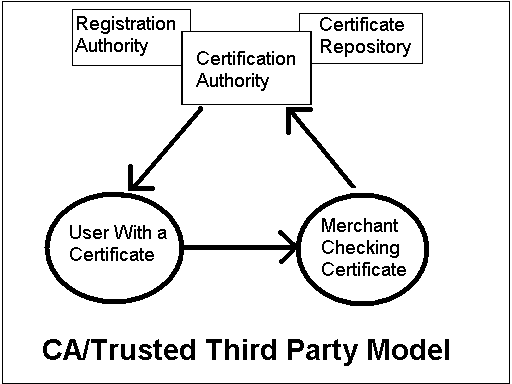 Registration
Authority
Certification
Authority
Certificate
Repository
User With a
Certificate
Merchant
Checking
Certificate
CA/Trusted Third Party Model